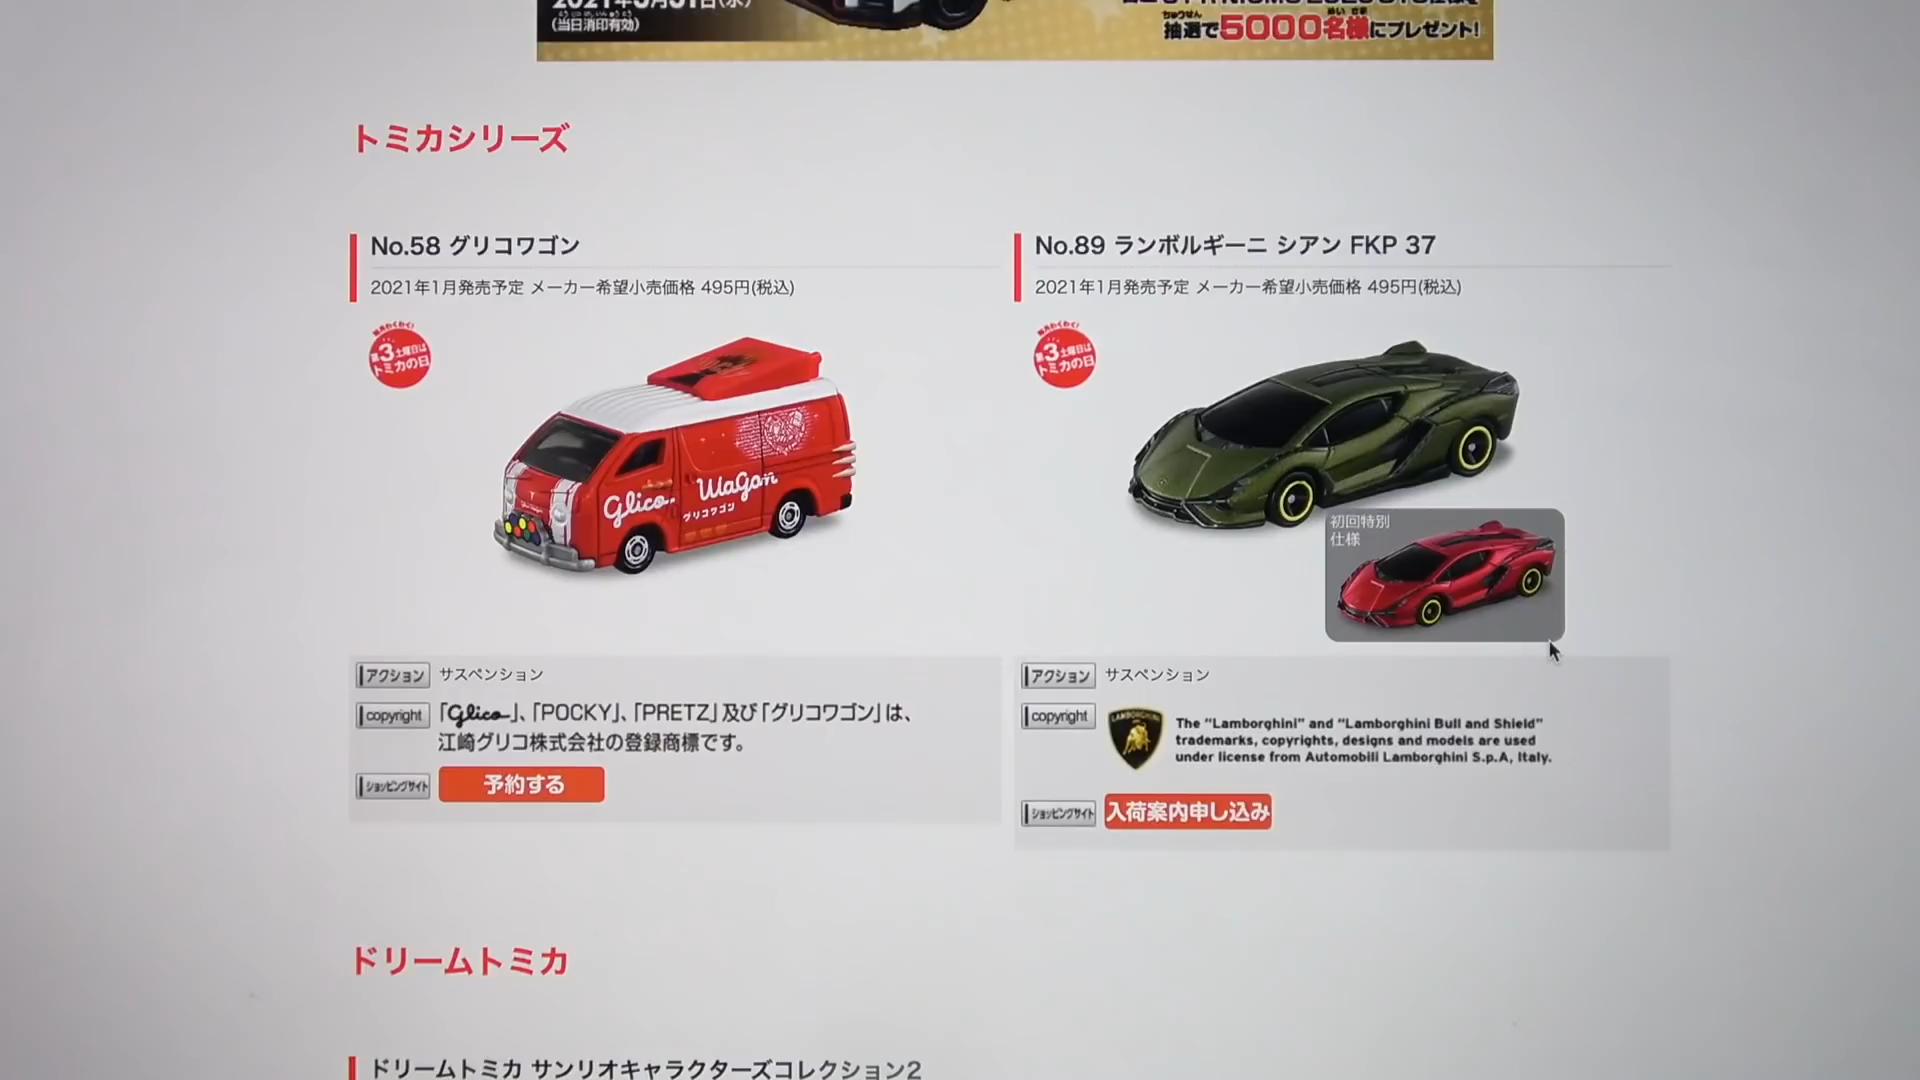 2021年3月31日(水)
(当日消印有効)
抽選で5000名様にプレゼント!
トミカシリーズ
No.58 グリコワゴン
2021年1月発売予定 メーカー希望小売価格 495円(税込)
第3土曜日は
トミカの日
Glico. WaGon
グリコワゴン
アクション サスペンション
copyright 「Glico」、「POCKY」、「PRETZ」及び「グリコワゴン」は、
江崎グリコ株式会社の登録商標です。
ショッピングサイト 予約する
No.89 ランボルギーニ シアン FKP 37
2021年1月発売予定 メーカー希望小売価格 495円(税込)
第3土曜日は
トミカの日
初回特別
仕様
アクション サスペンション
copyright LAMBORGHINI The “Lamborghini” and “Lamborghini Bull and Shield”
trademarks, copyrights, designs and models are used
under license from Automobili Lamborghini S.p.A, Italy.
ショッピングサイト 入荷案内申し込み
ドリームトミカ
ドリームトミカ サンリオキャラクターズコレクション2